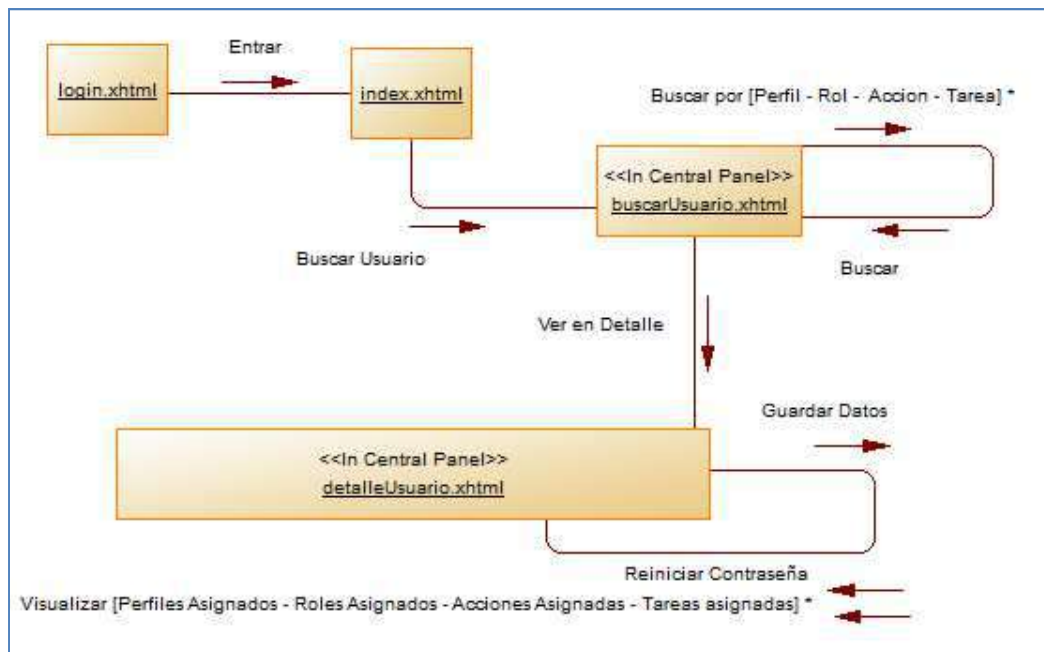 Entrar
login.xhtml
index.xhtml
Buscar por [Perfil - Rol - Accion - Tarea] *
<<In Central Panel>>
buscarUsuario.xhtml
Buscar Usuario
Buscar
Ver en Detalle
Guardar Datos
<<In Central Panel>>
detalleUsuario.xhtml
Reiniciar Contraseña
Visualizar [Perfiles Asignados - Roles Asignados - Acciones Asignadas - Tareas asignadas] *